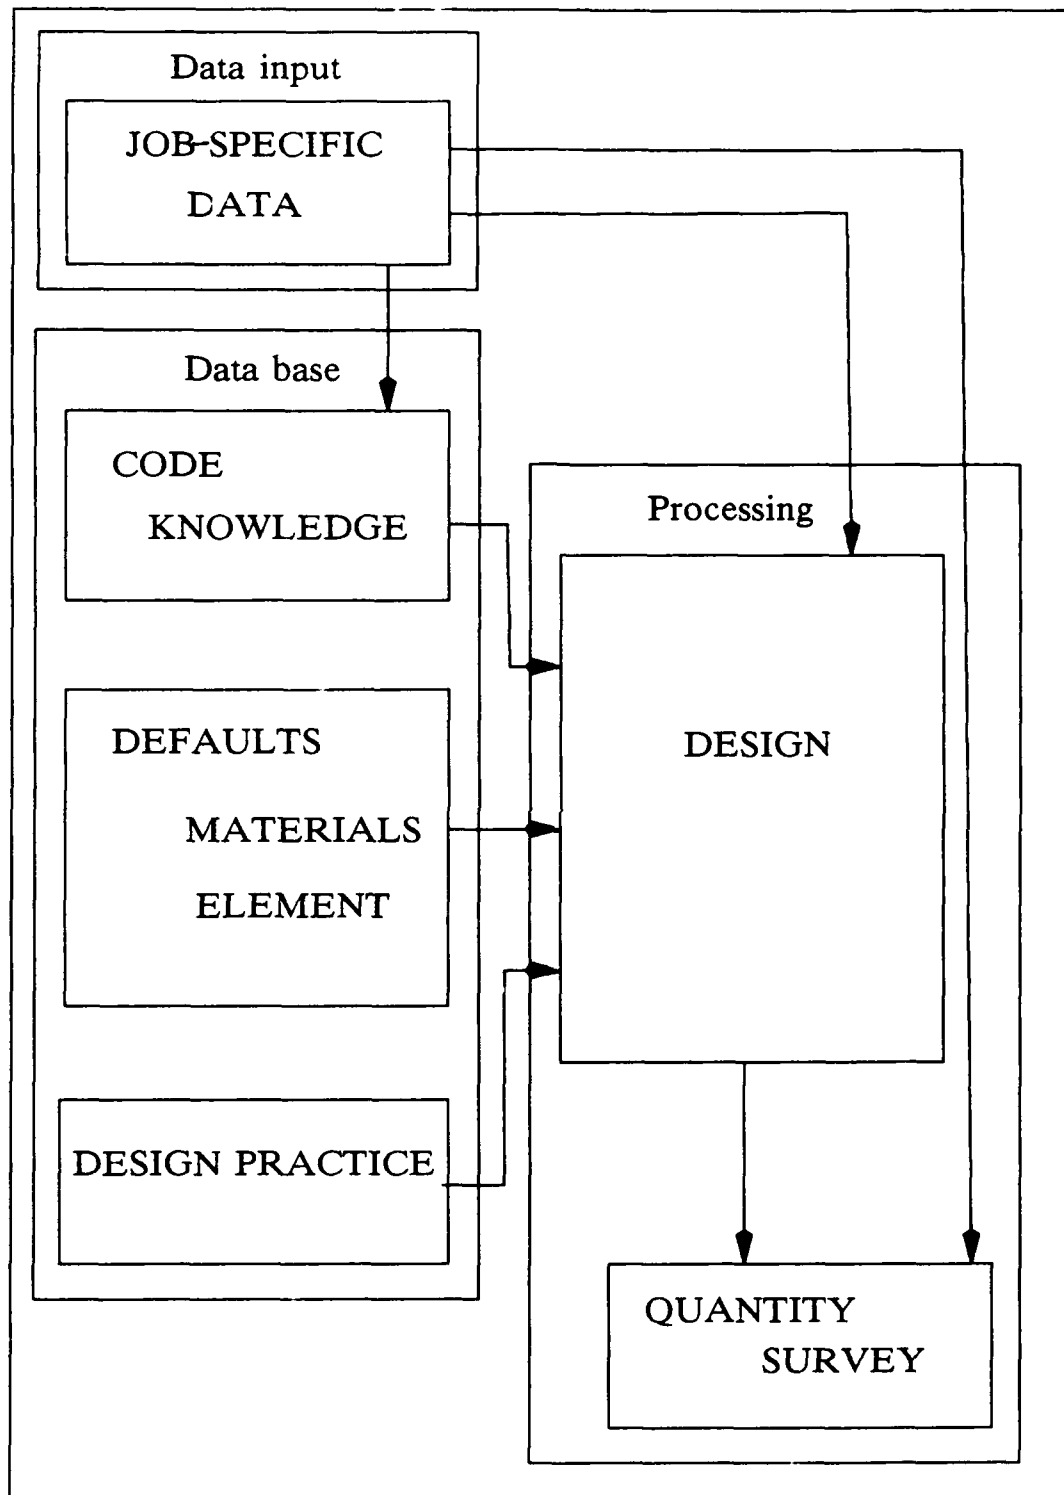 Data input
JOB-SPECIFIC
DATA
Data base
CODE
KNOWLEDGE
DEFAULTS
MATERIALS
ELEMENT
DESIGN PRACTICE
Processing
DESIGN
QUANTITY
SURVEY